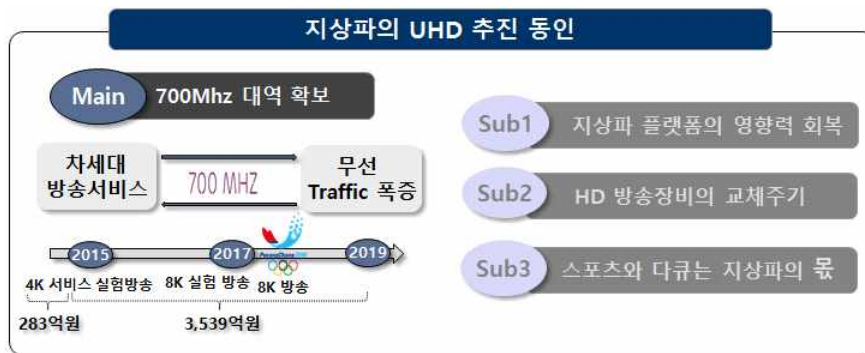 지상파의 UHD 추진 동인
Main
700Mhz 대역 확보
차세대
방송서비스
700 MHZ
무선
Traffic 폭증
2015
2017
2019
4K 서비스 실험방송
8K 실험 방송
8K 방송
283억원
3,539억원
Sub1
지상파 플랫폼의 영향력 회복
Sub2
HD 방송장비의 교체주기
Sub3
스포츠와 다큐는 지상파의 몫